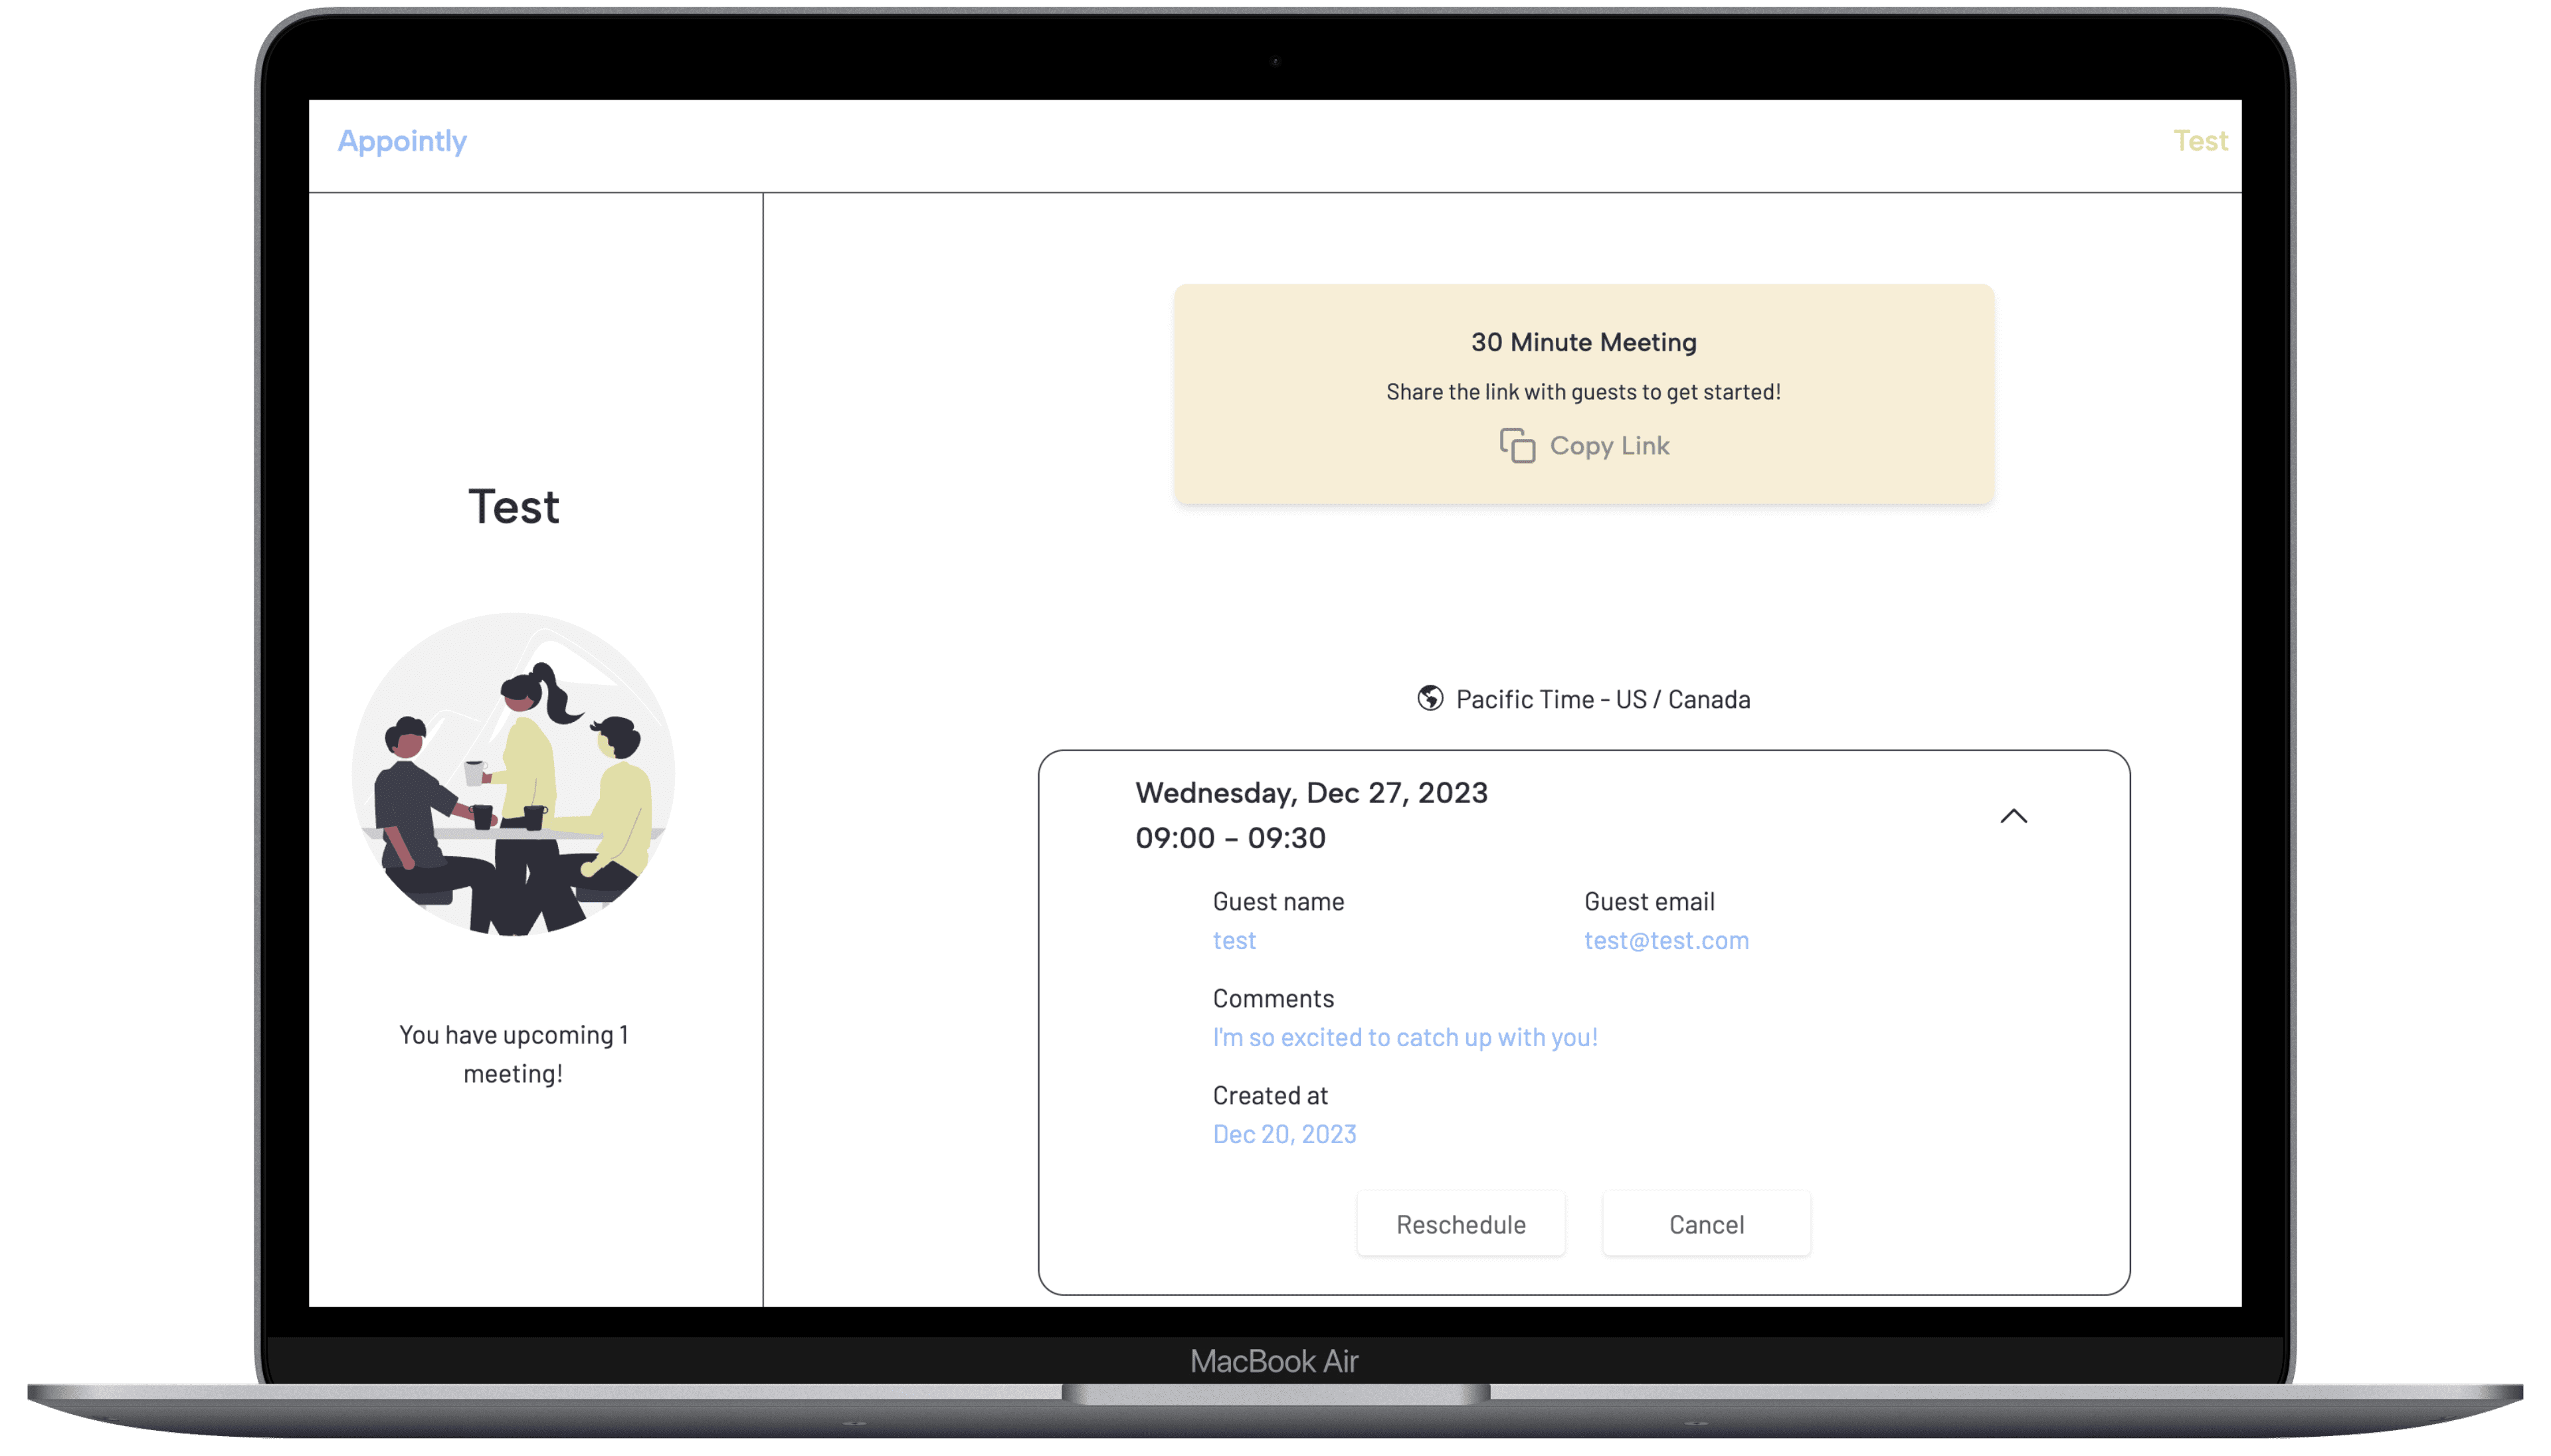 Appointly
Test
Test
You have upcoming 1
meeting!
30 Minute Meeting
Share the link with guests to get started!
Copy Link
Pacific Time - US / Canada
Wednesday, Dec 27, 2023
09:00 – 09:30
Guest name
test
Guest email
test@test.com
Comments
I'm so excited to catch up with you!
Created at
Dec 20, 2023
Reschedule
Cancel
MacBook Air